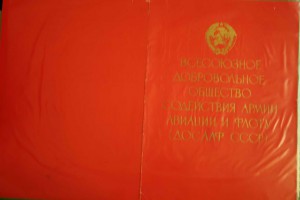 ВСЕСОЮЗНОЕ
ДОБРОВОЛЬНОЕ
ОБЩЕСТВО
СОДЕЙСТВИЯ АРМИИ
АВИАЦИИ И ФЛОТУ
ДОСААФ СССР